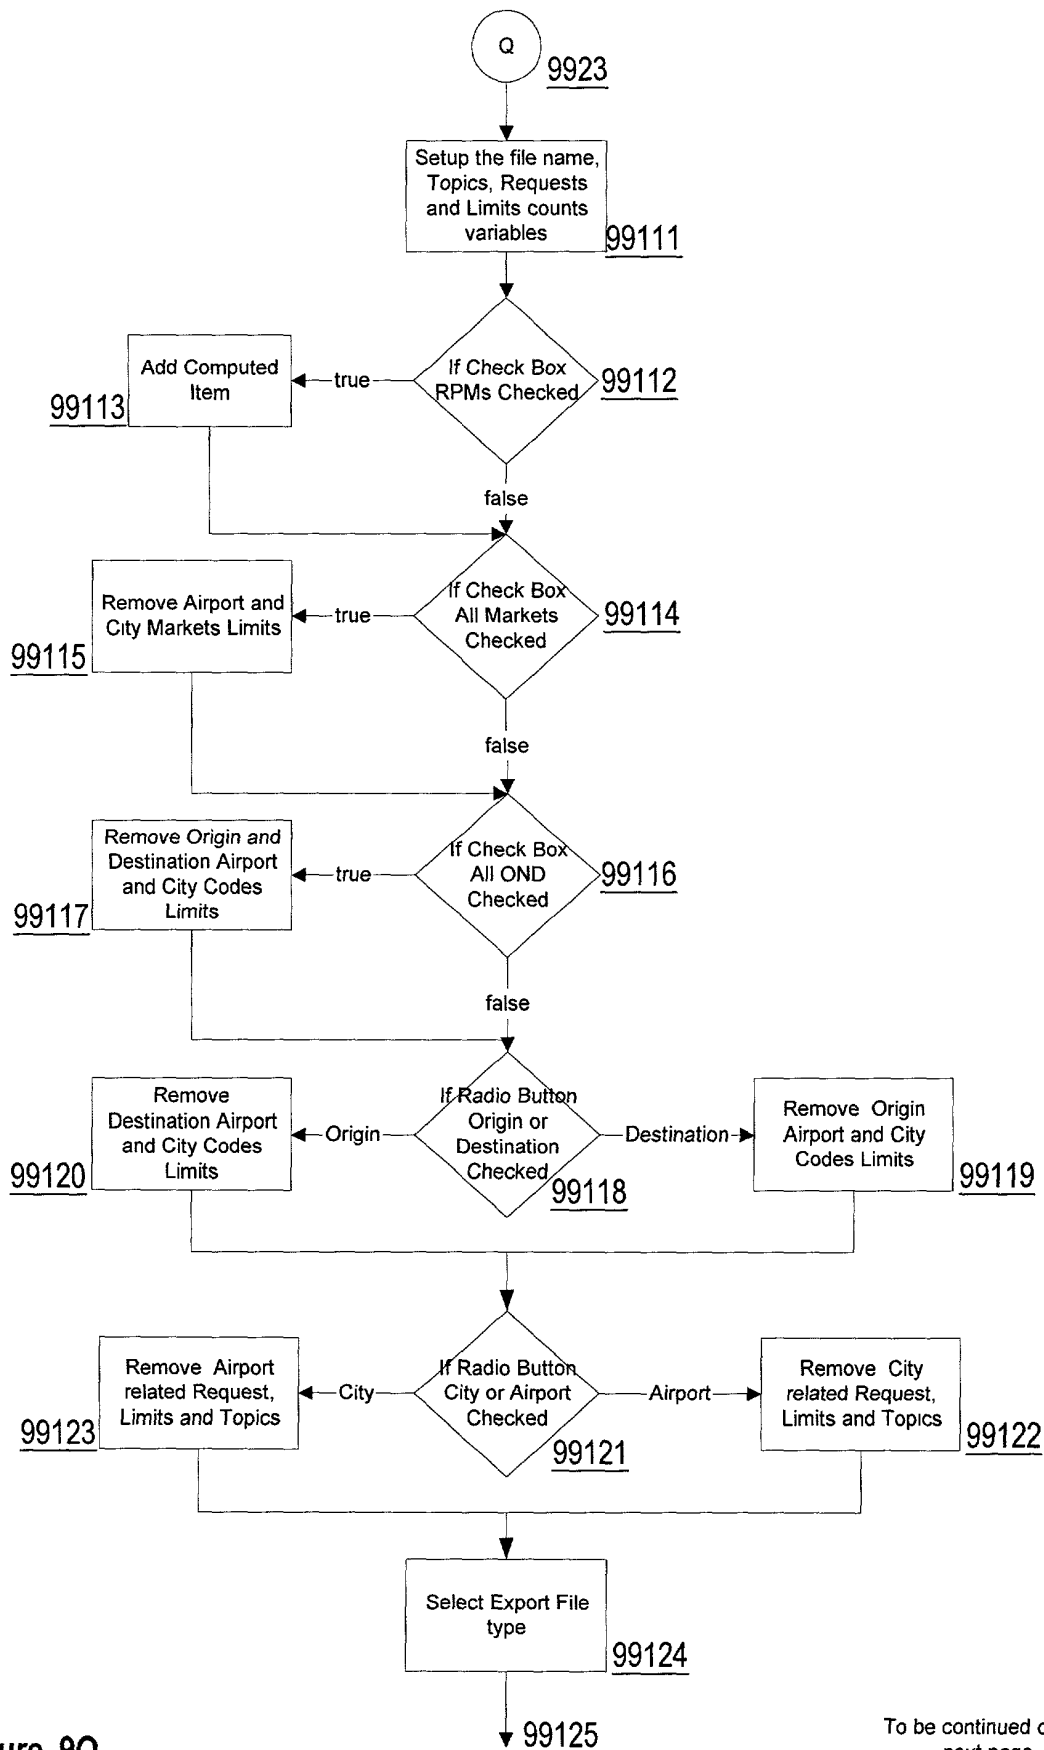 Q
9923
Setup the file name,
Topics, Requests
and Limits counts
variables
99111
If Check Box
RPMs Checked
99112
true
Add Computed
Item
99113
false
If Check Box
All Markets
Checked
99114
true
Remove Airport and
City Markets Limits
99115
false
If Check Box
All OND
Checked
99116
true
Remove Origin and
Destination Airport
and City Codes
Limits
99117
false
If Radio Button
Origin or
Destination
Checked
99118
Origin
Remove
Destination Airport
and City Codes
Limits
99120
Destination
Remove Origin
Airport and City
Codes Limits
99119
If Radio Button
City or Airport
Checked
99121
City
Remove Airport
related Request,
Limits and Topics
99123
Airport
Remove City
related Request,
Limits and Topics
99122
Select Export File
type
99124
99125
To be continued
next page